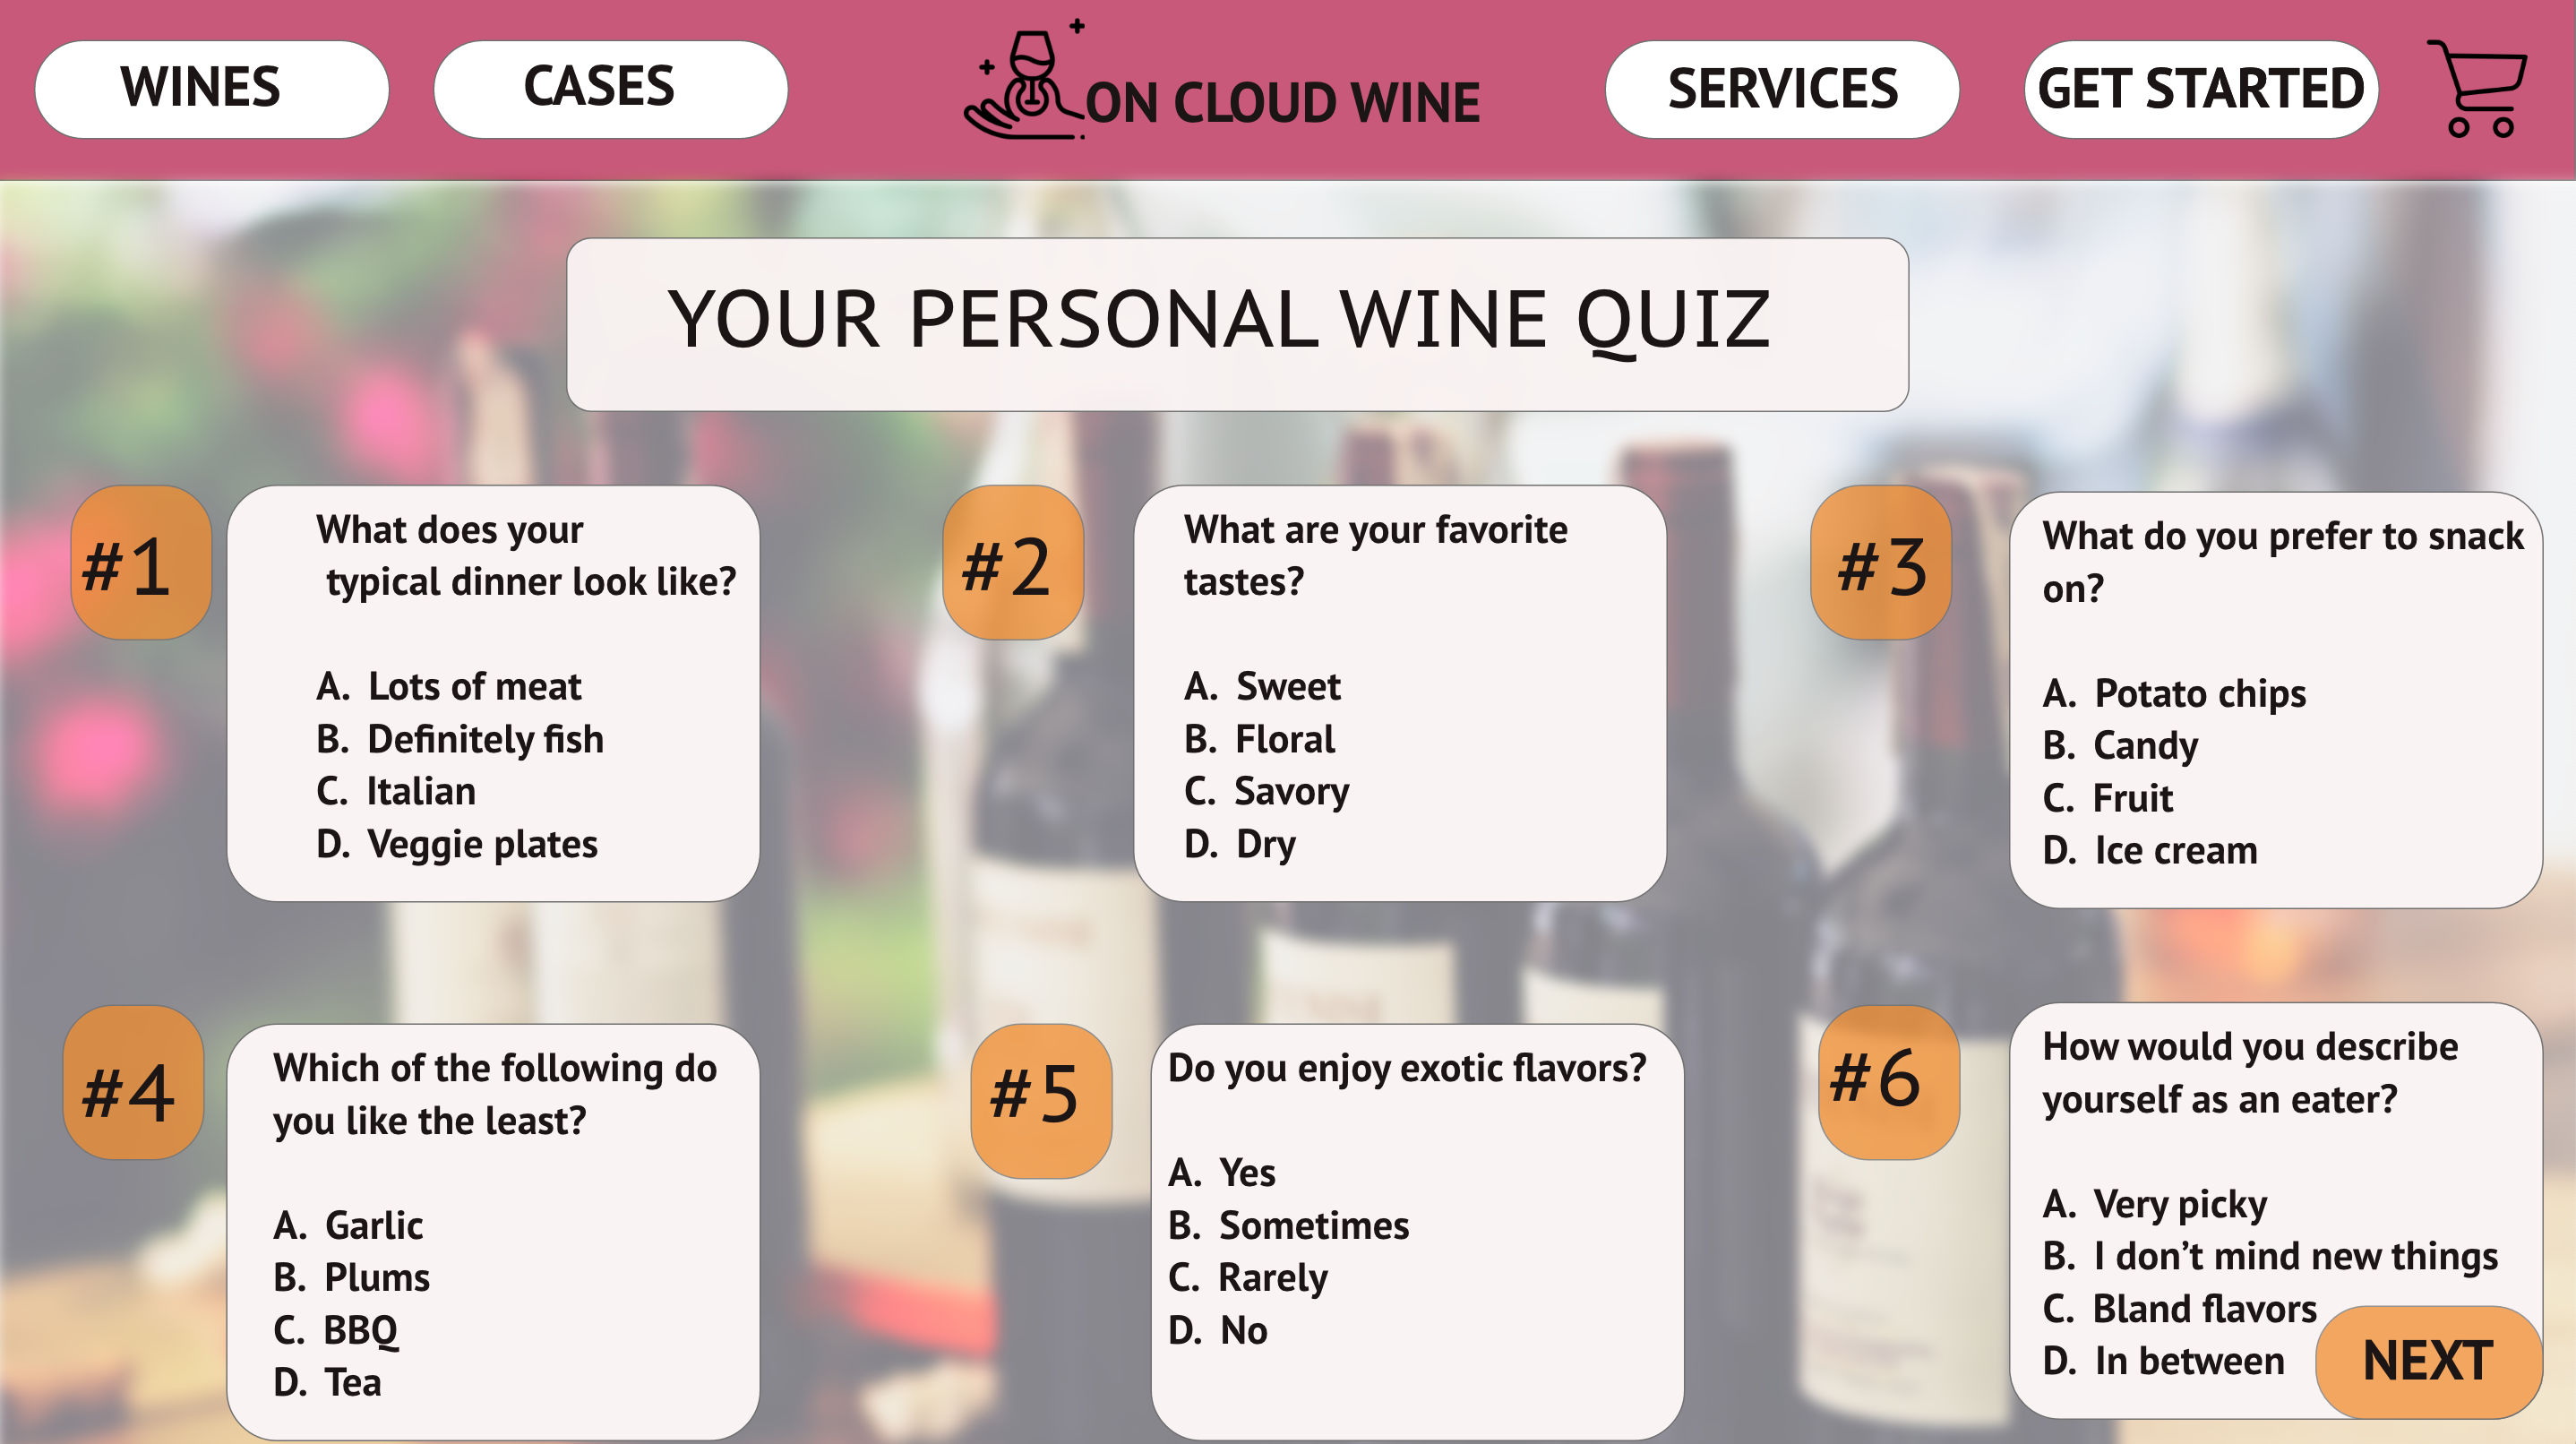 WINES
CASES
ON CLOUD WINE
SERVICES
GET STARTED
YOUR PERSONAL WINE QUIZ
#1
What does your
typical dinner look like?
A. Lots of meat
B. Definitely fish
C. Italian
D. Veggie plates
#2
What are your favorite
tastes?
A. Sweet
B. Floral
C. Savory
D. Dry
#3
What do you prefer to snack
on?
A. Potato chips
B. Candy
C. Fruit
D. Ice cream
#4
Which of the following do
you like the least?
A. Garlic
B. Plums
C. BBQ
D. Tea
#5
Do you enjoy exotic flavors?
A. Yes
B. Sometimes
C. Rarely
D. No
#6
How would you describe
yourself as an eater?
A. Very picky
B. I don’t mind new things
C. Bland flavors
D. In between
NEXT